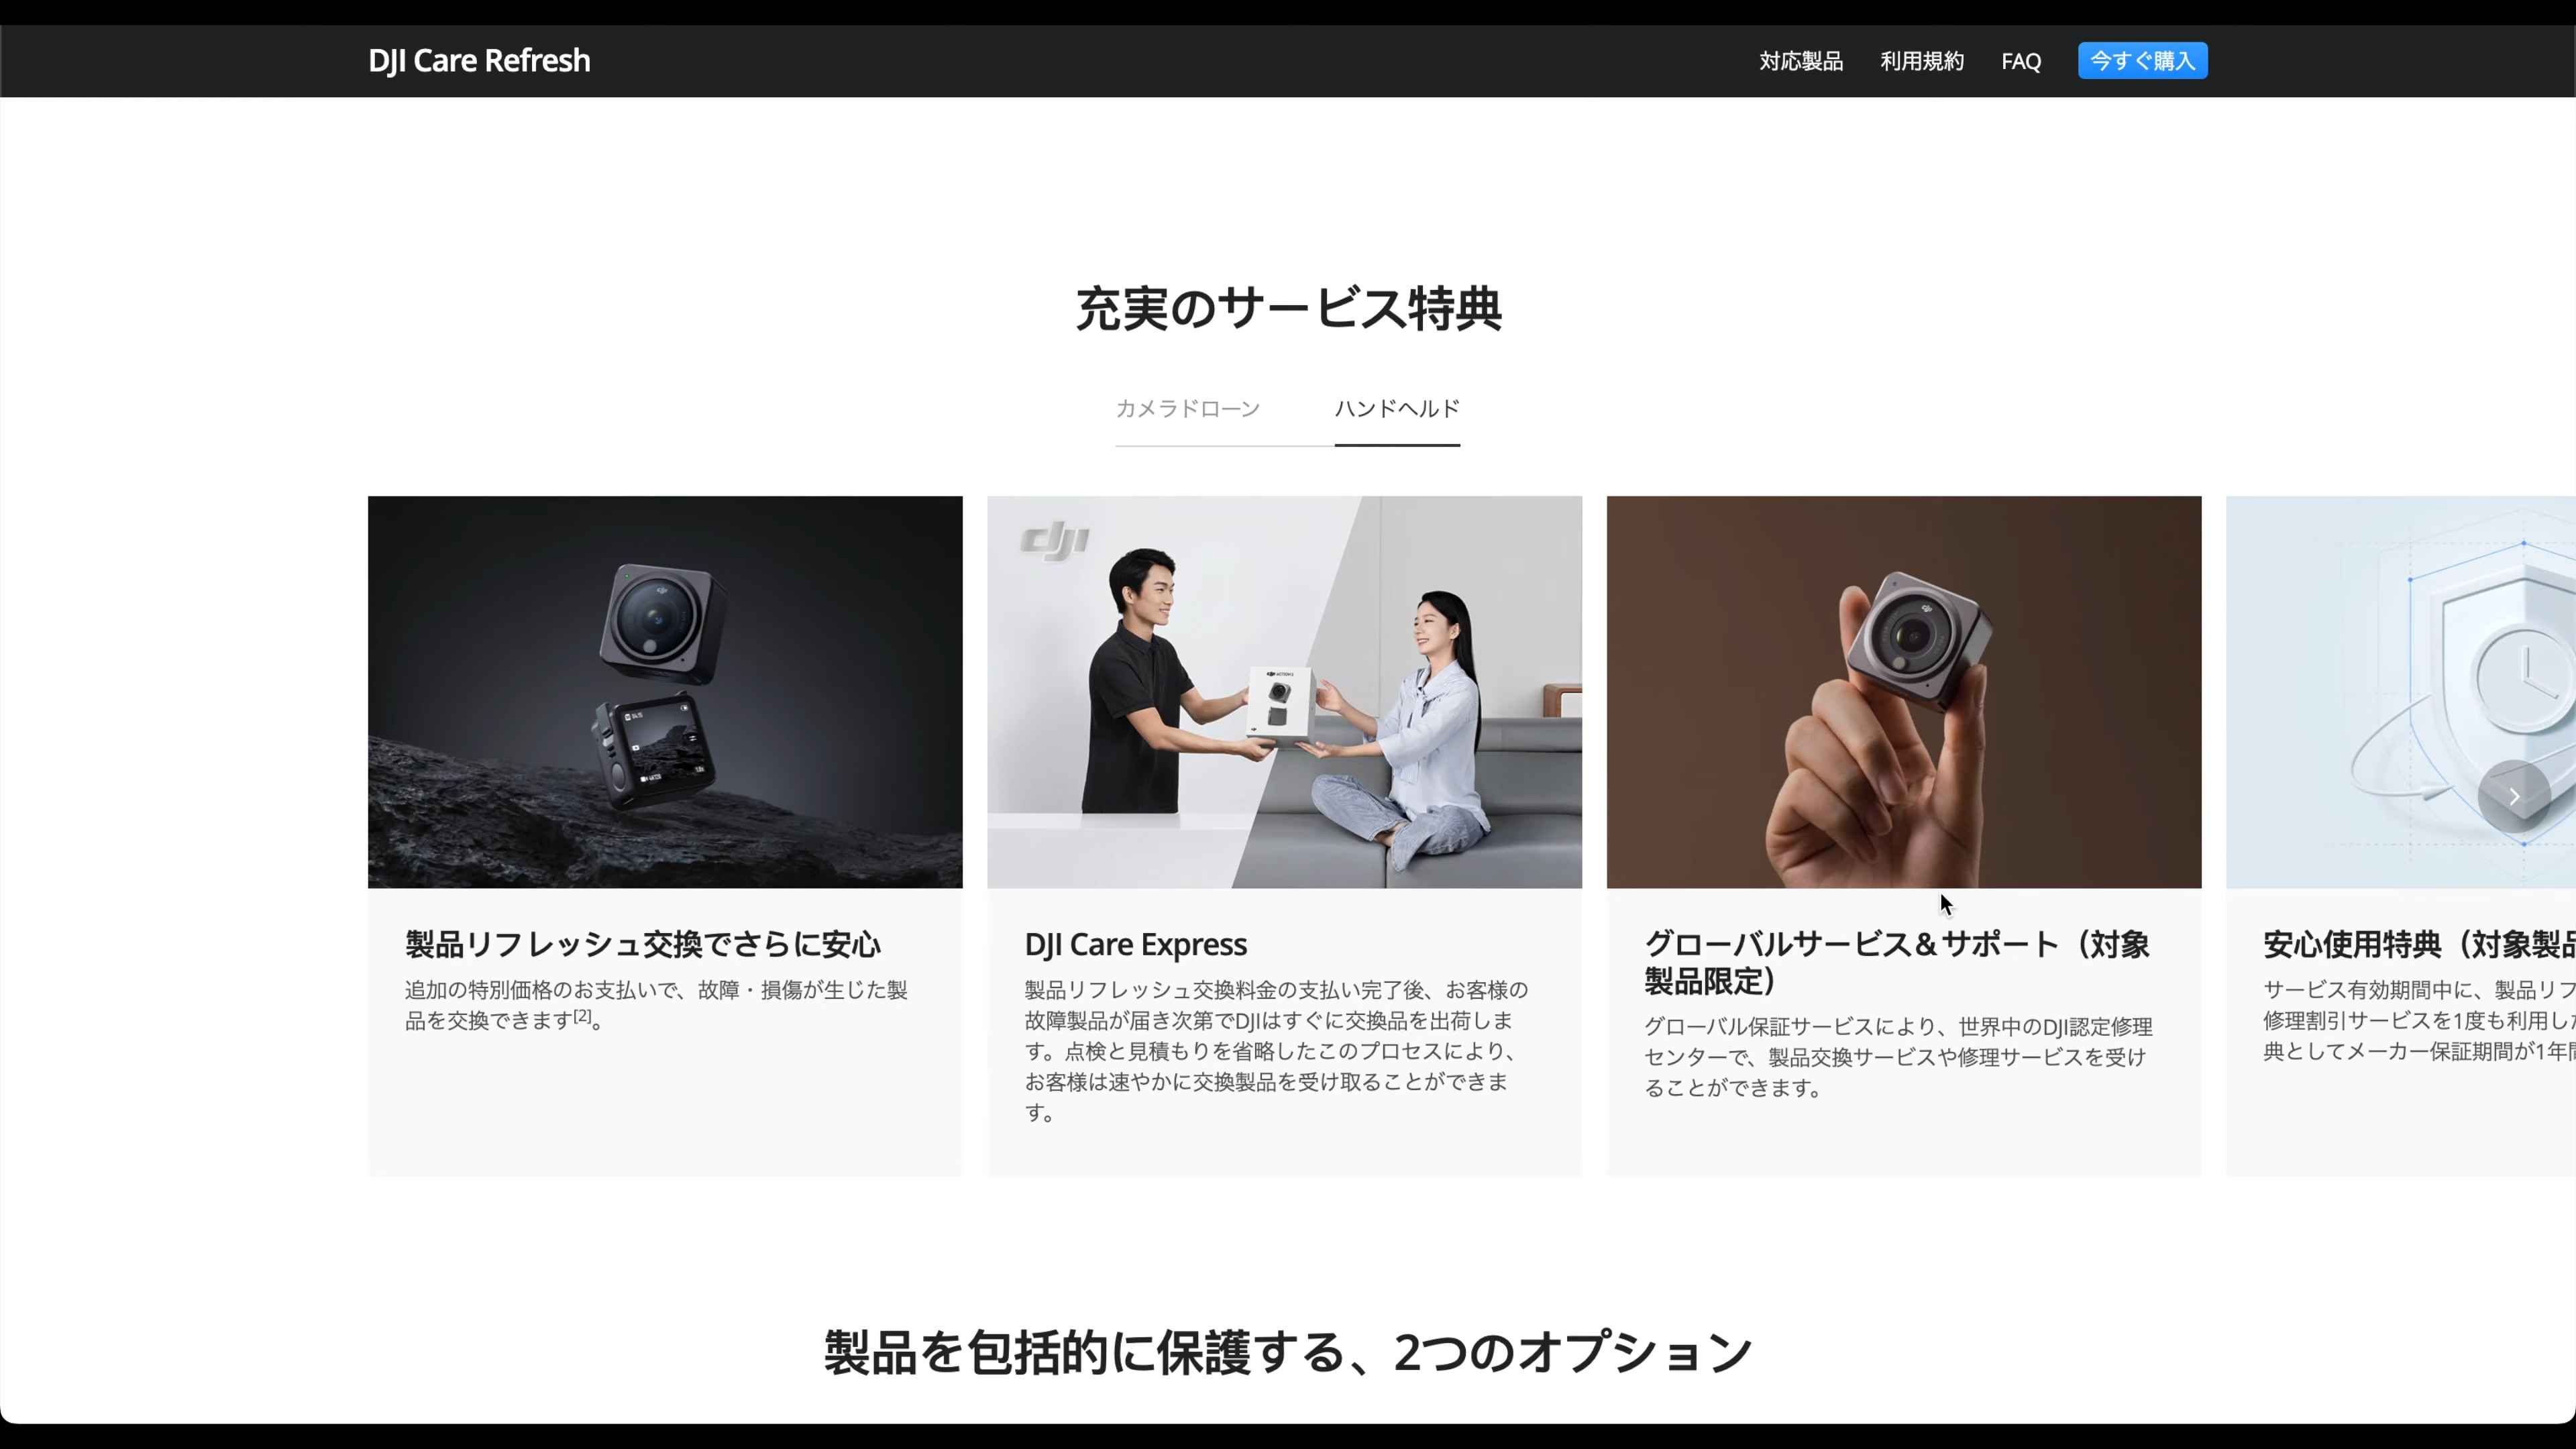 DJI Care Refresh
対応製品
利用規約
FAQ
今すぐ購入
充実のサービス特典
カメラドローン
ハンドヘルド
dji
製品リフレッシュ交換でさらに安心
追加の特別価格のお支払いで、故障・損傷が生じた製
品を交換できます[2]。
DJI Care Express
製品リフレッシュ交換料金の支払い完了後、お客様の
故障製品が届き次第でDJIはすぐに交換品を出荷しま
す。点検と見積もりを省略したこのプロセスにより、
お客様は速やかに交換製品を受け取ることができま
す。
グローバルサービス＆サポート（対象
製品限定）
グローバル保証サービスにより、世界中のDJI認定修理
センターで、製品交換サービスや修理サービスを受け
ることができます。
安心使用特典（対象製品
サービス有効期間中に、製品リフ
修理割引サービスを1度も利用し
典としてメーカー保証期間が1年
製品を包括的に保護する、2つのオプション